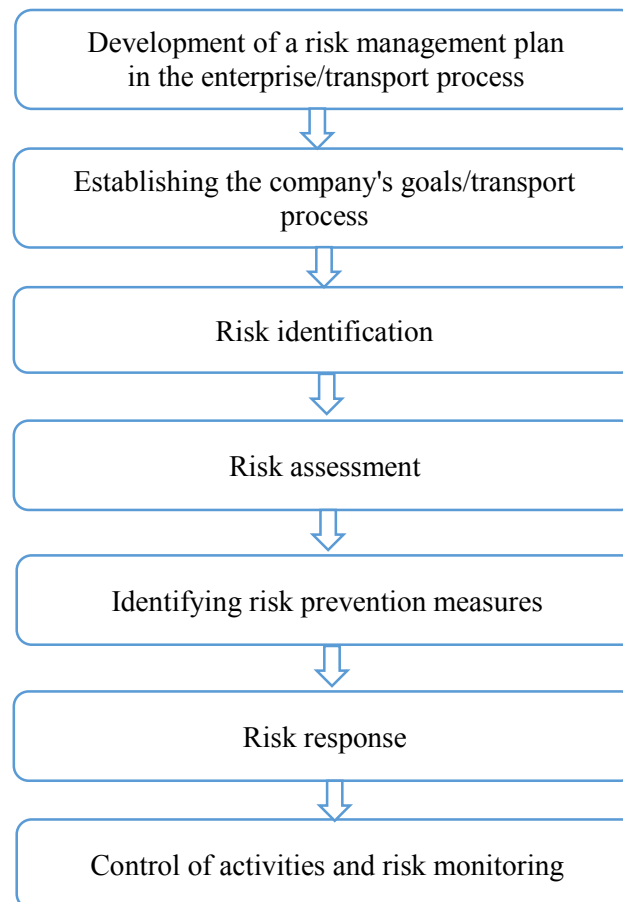 Development of a risk management plan
in the enterprise/transport process
Establishing the company's goals/transport
process
Risk identification
Risk assessment
Identifying risk prevention measures
Risk response
Control of activities and risk monitoring